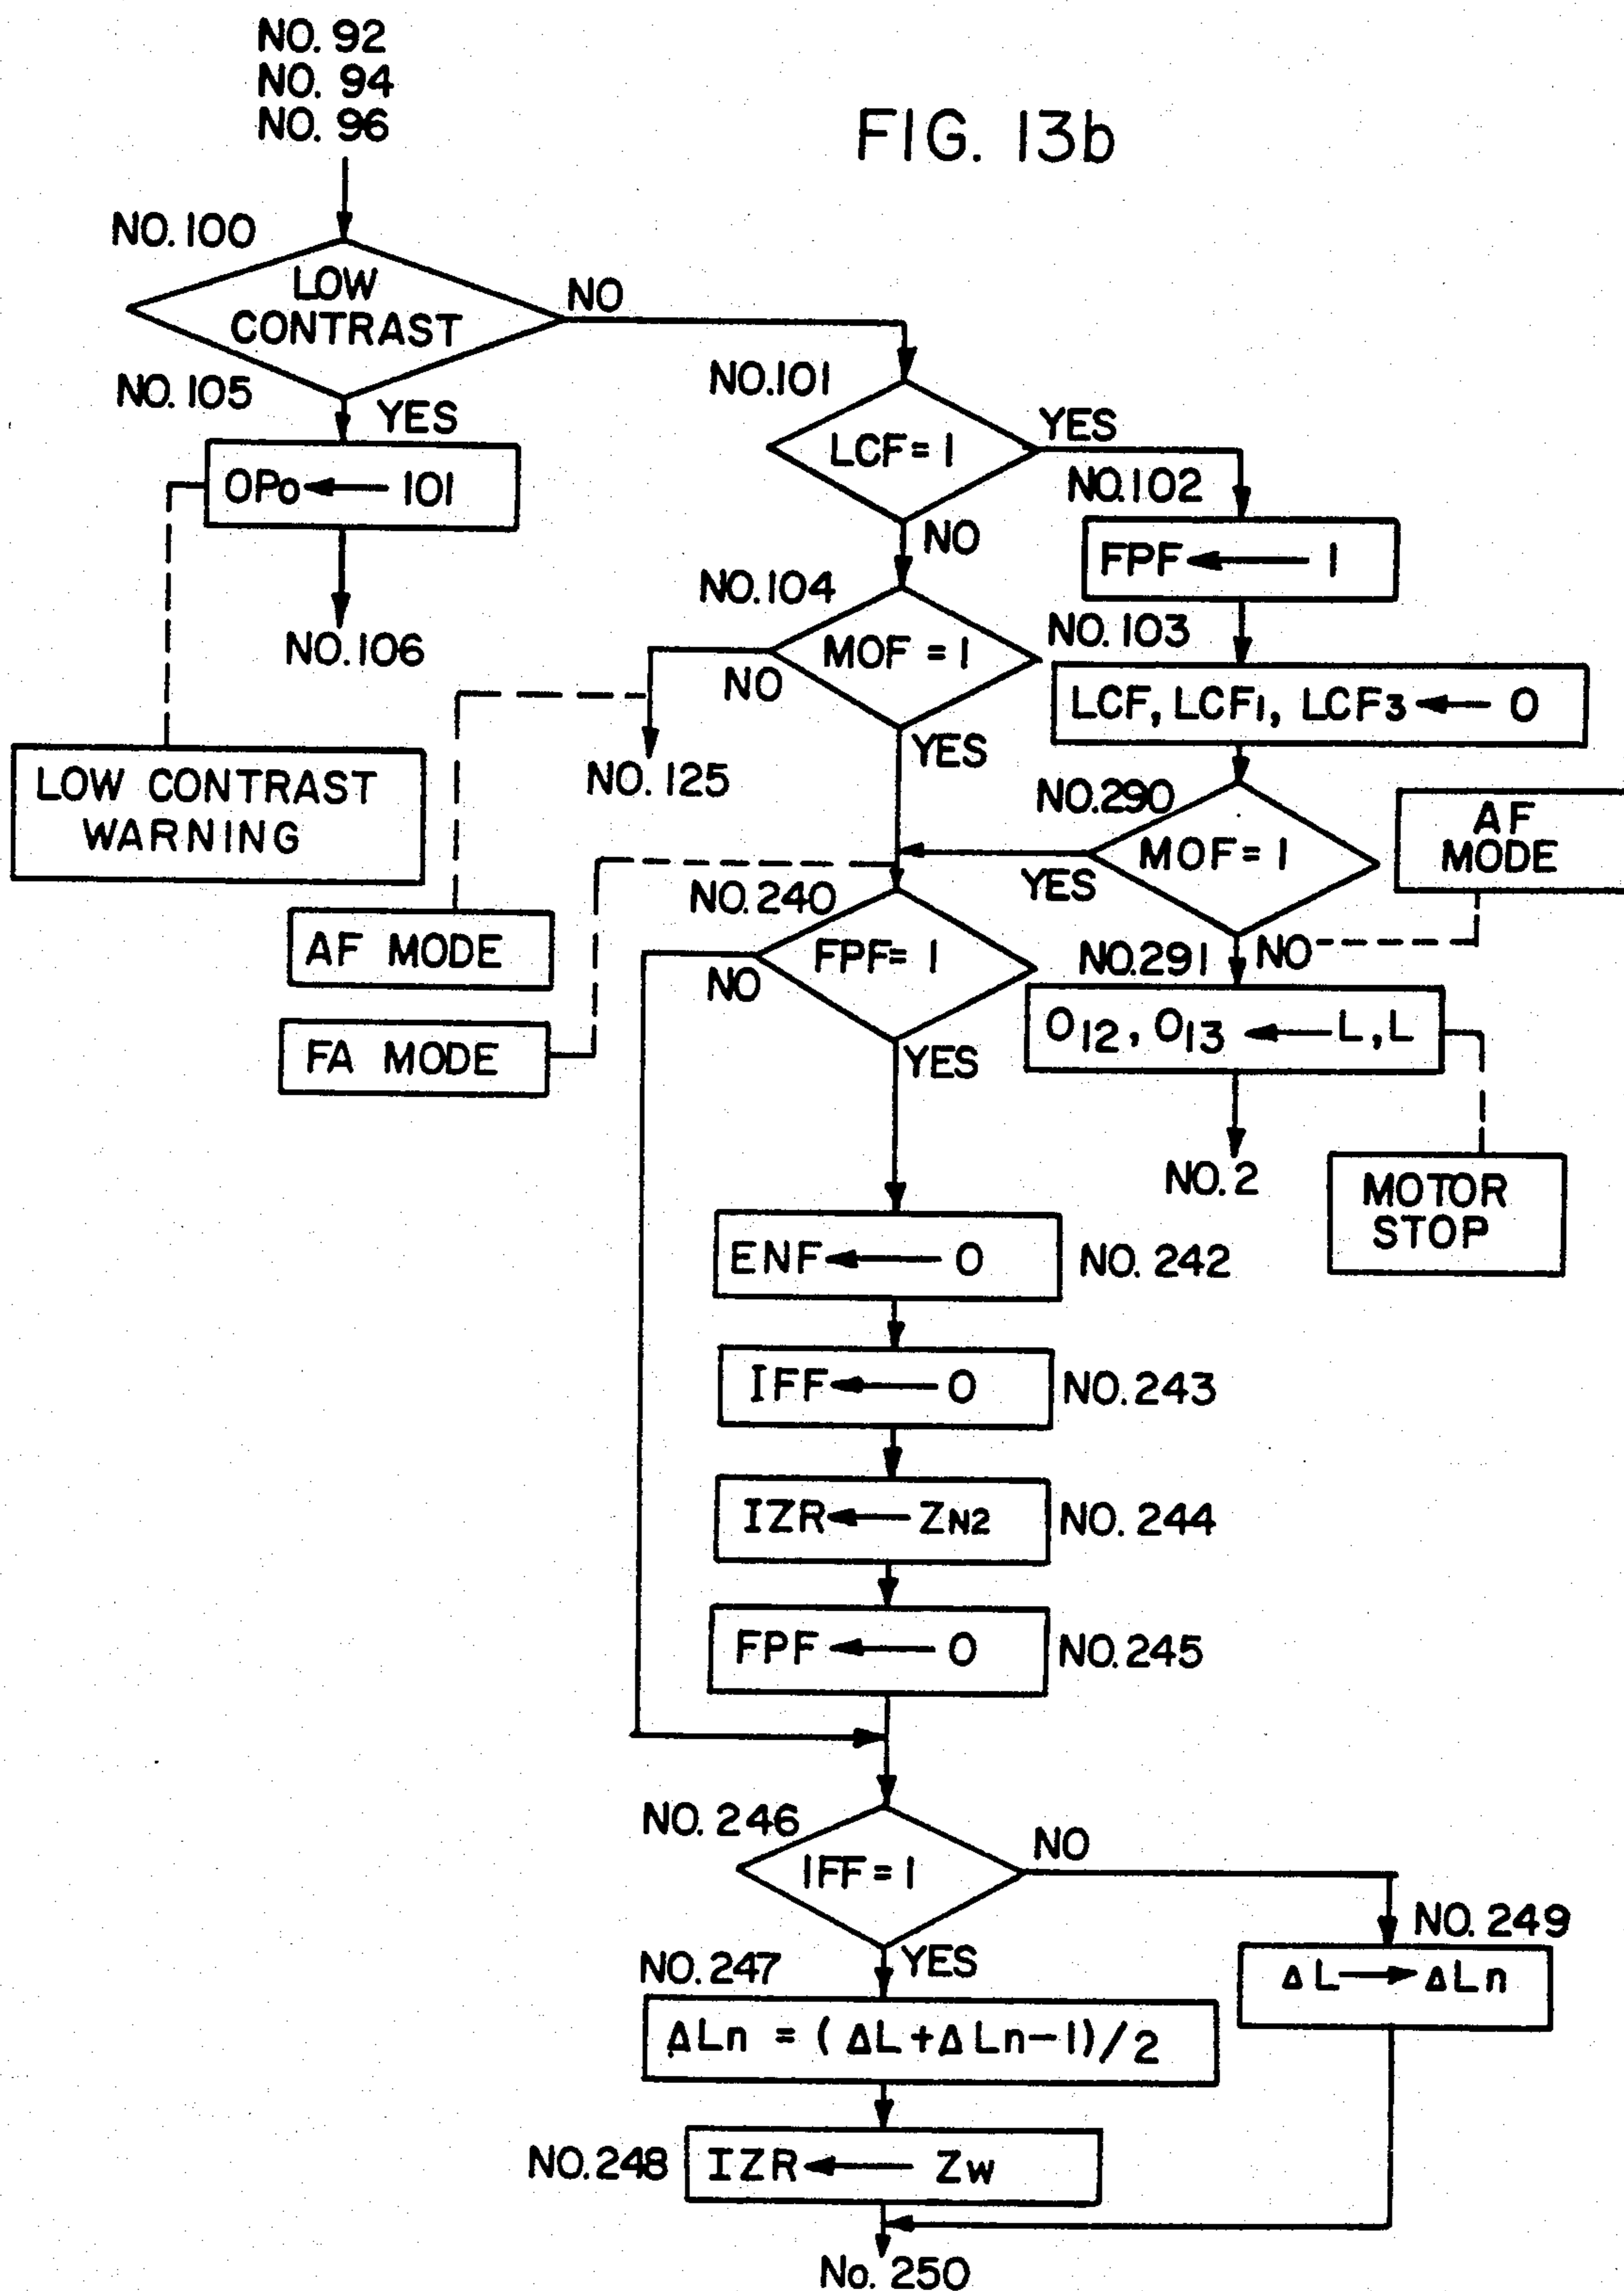 NO. 92
NO. 94
NO. 96
FIG. 13b
NO. 100
LOW
CONTRAST
NO
NO. 105
YES
NO. 101
LCF = 1
YES
NO. 102
OPo ← 101
NO
FPF ← 1
NO. 104
NO. 103
NO. 106
MOF = 1
NO
LCF, LCF1, LCF3 ← 0
YES
NO. 125
NO. 290
LOW CONTRAST
WARNING
AF
MODE
MOF = 1
YES
NO. 240
AF MODE
FPF = 1
NO
NO. 291
NO
FA MODE
O12, O13 ← L, L
YES
NO. 2
MOTOR
STOP
ENF ← 0
NO. 242
IFF ← 0
NO. 243
IZR ← ZN2
NO. 244
FPF ← 0
NO. 245
NO. 246
IFF = 1
NO
NO. 249
YES
NO. 247
ΔL → ΔLn
ΔLn = (ΔL + ΔLn-1)/2
NO. 248
IZR ← Zw
No. 250